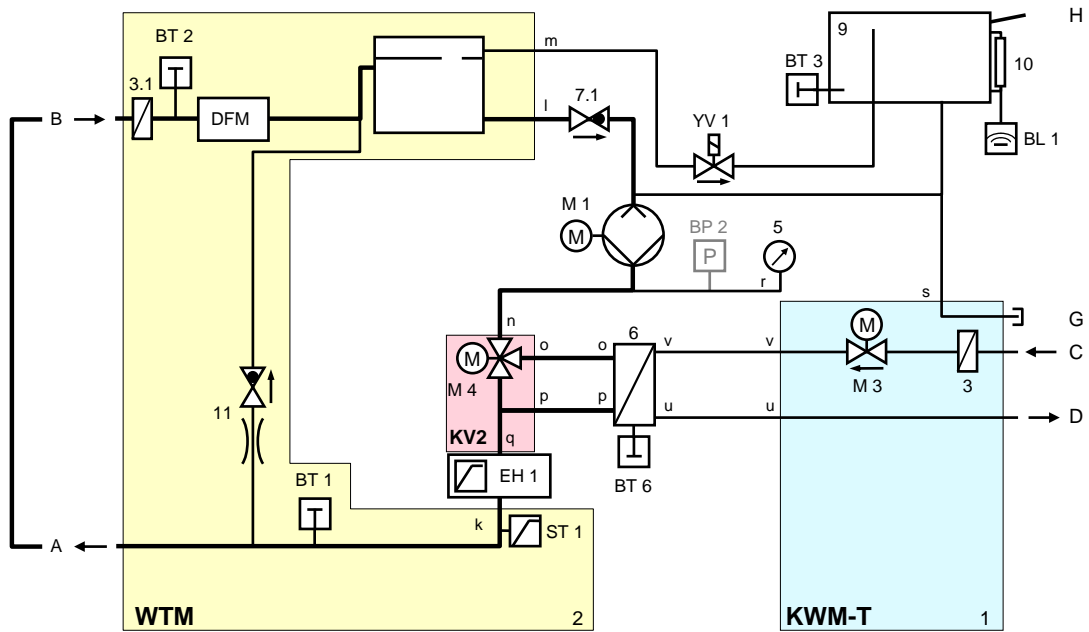 H
m
9
BT 2
10
BT 3
3.1
l
7.1
YV 1
B
DFM
BL 1
M 1
M
BP 2
P
5
r
s
G
n
M
6
o
o
v
v
C
M
M 4
M 3
3
p
p
u
u
D
11
KV2
q
BT 1
EH 1
BT 6
k
ST 1
A
WTM
2
KWM-T
1